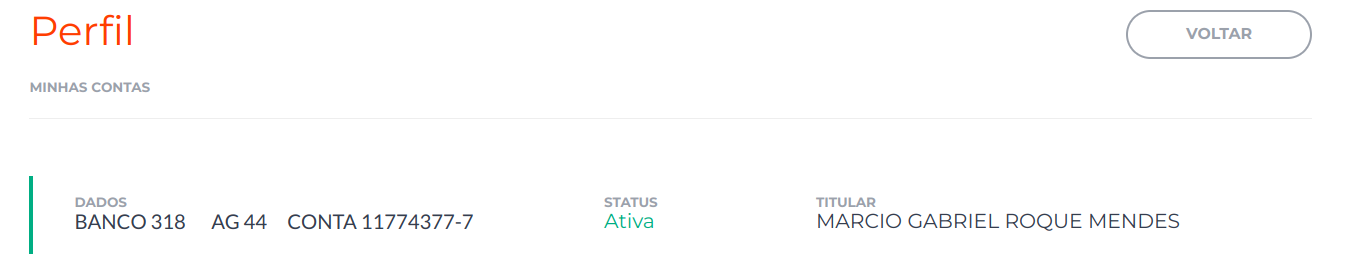 Perfil
VOLTAR
MINHAS CONTAS
DADOS
BANCO 318 AG 44 CONTA 11774377-7
STATUS
Ativa
TITULAR
MARCIO GABRIEL ROQUE MENDES